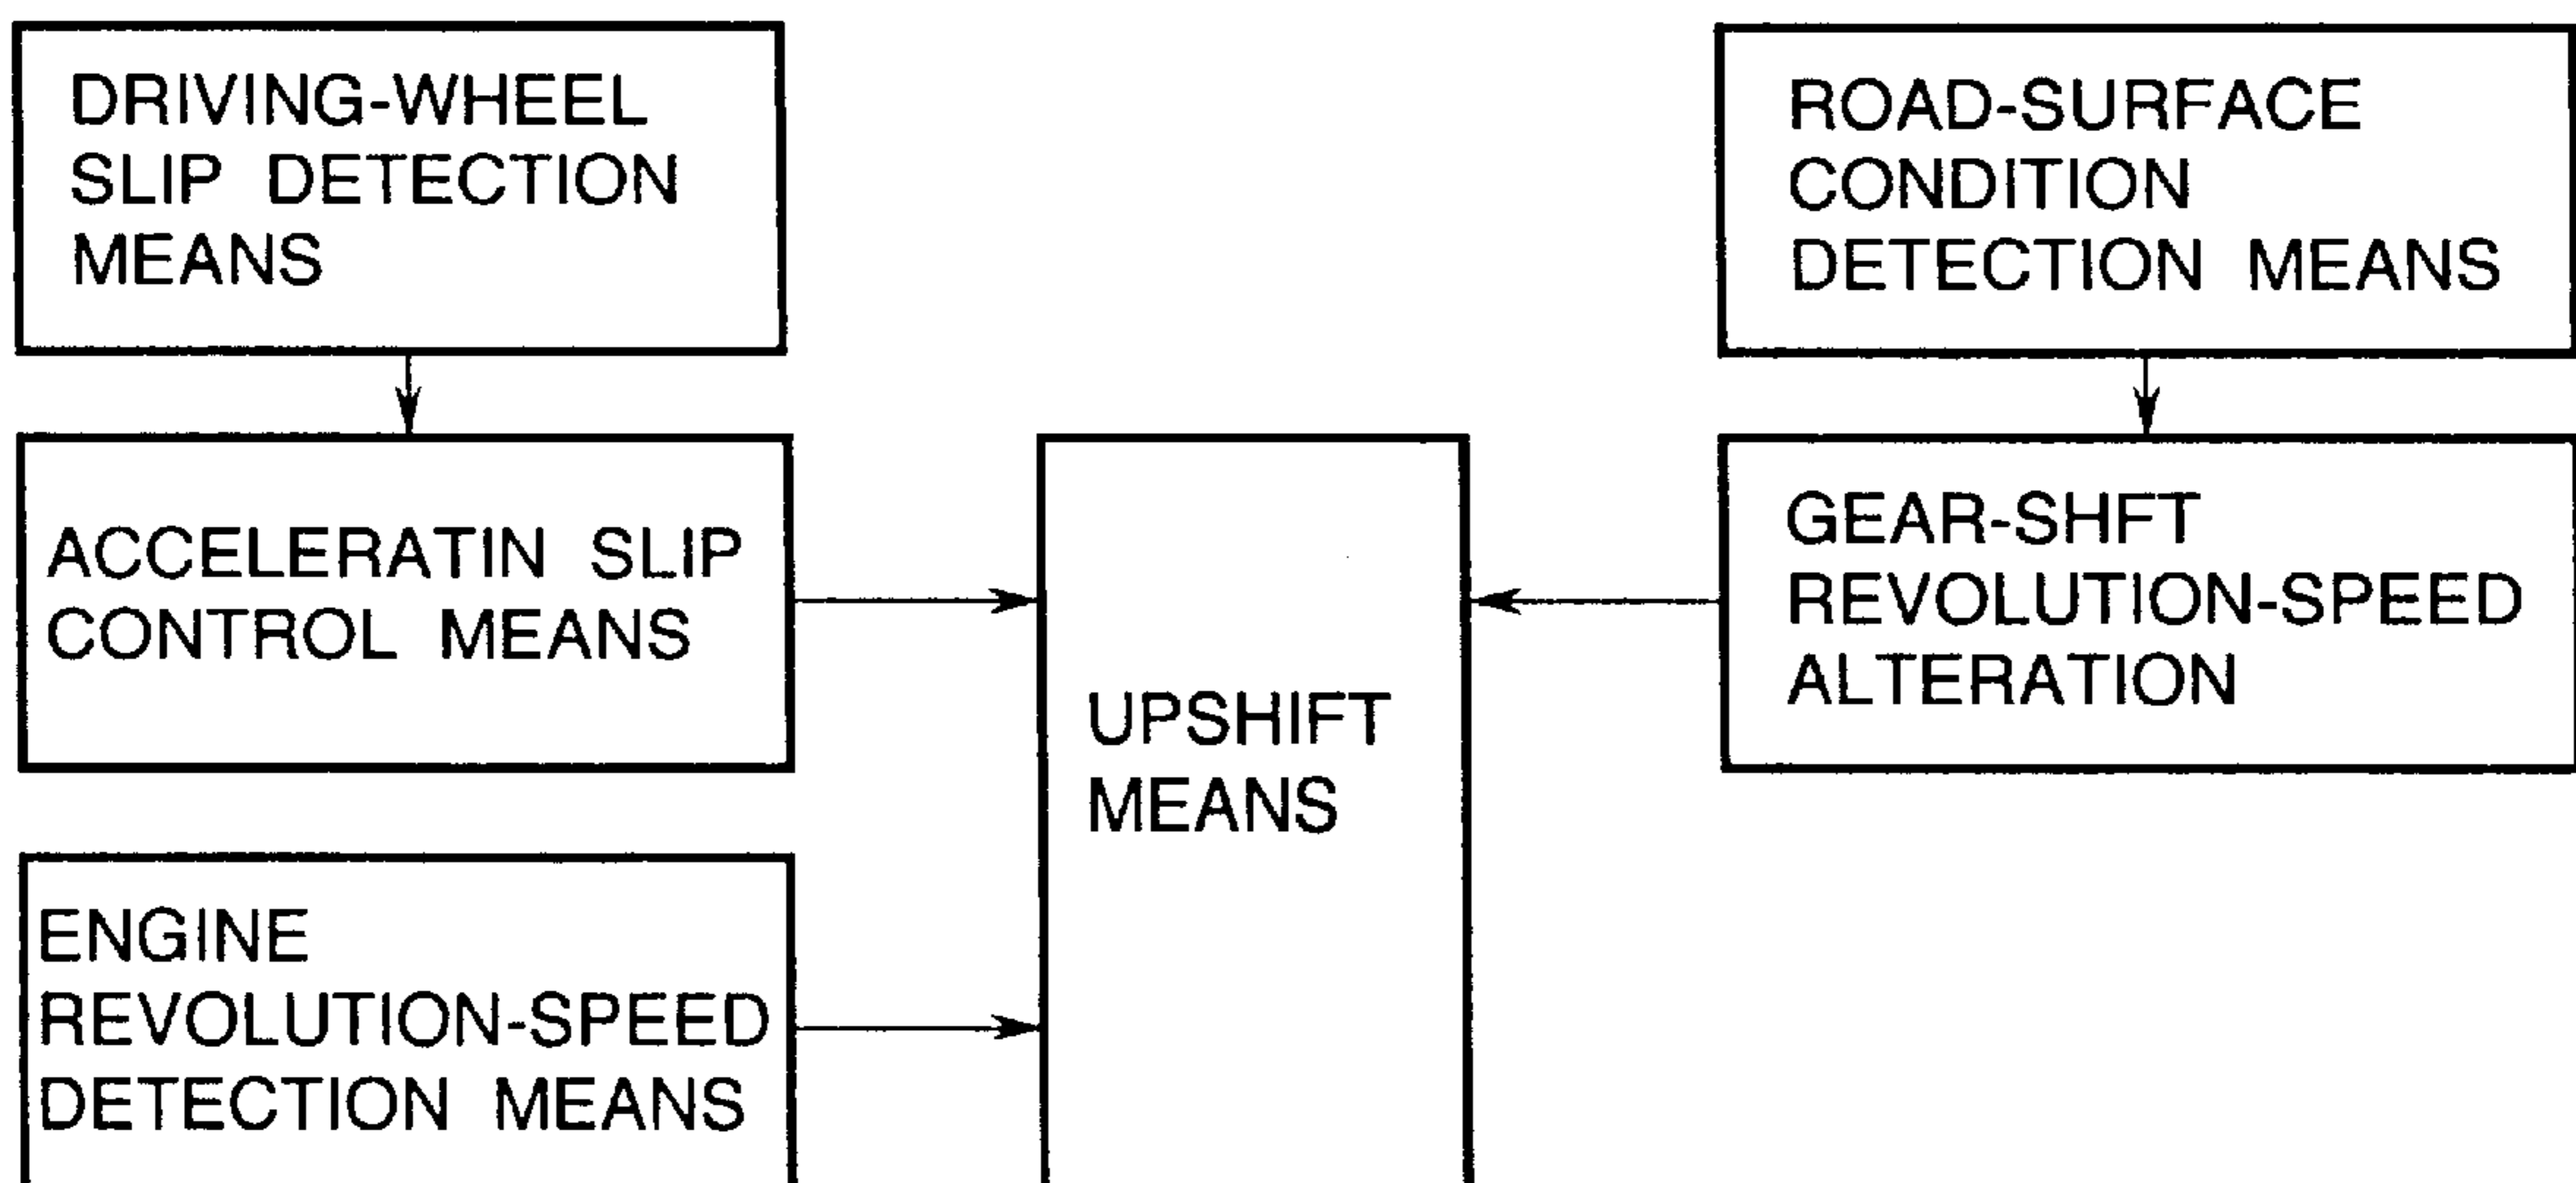 DRIVING-WHEEL
SLIP DETECTION
MEANS
ROAD-SURFACE
CONDITION
DETECTION MEANS
ACCELERATIN SLIP
CONTROL MEANS
UPSHIFT
MEANS
GEAR-SHFT
REVOLUTION-SPEED
ALTERATION
ENGINE
REVOLUTION-SPEED
DETECTION MEANS